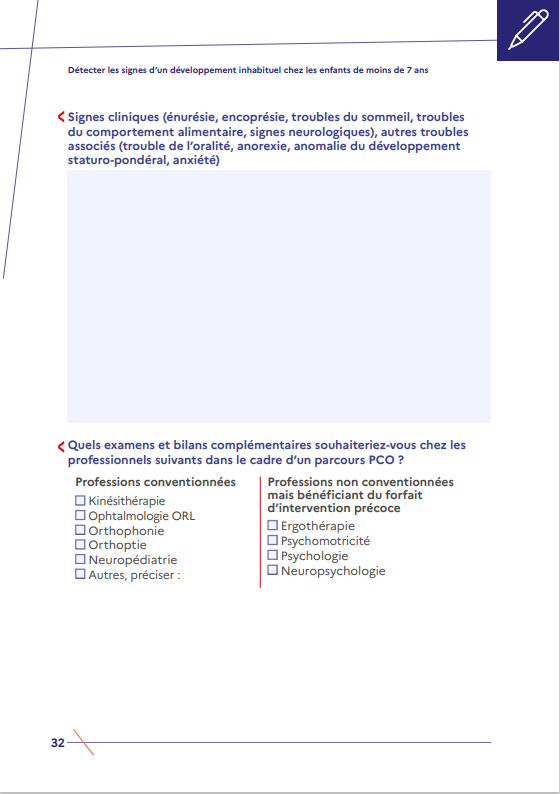 Détecter les signes d’un développement inhabituel chez les enfants de moins de 7 ans
Signes cliniques (énurésie, encoprésie, troubles du sommeil, troubles
du comportement alimentaire, signes neurologiques), autres troubles
associés (trouble de l’oralité, anorexie, anomalie du développement
staturo-pondéral, anxiété)
Quels examens et bilans complémentaires souhaiteriez-vous chez les
professionnels suivants dans le cadre d’un parcours PCO ?
Professions conventionnées
Kinésithérapie
Ophtalmologie ORL
Orthophonie
Orthoptie
Neuropédiatrie
Autres, préciser :
Professions non conventionnées
mais bénéficiant du forfait
d’intervention précoce
Ergothérapie
Psychomotricité
Psychologie
Neuropsychologie
32